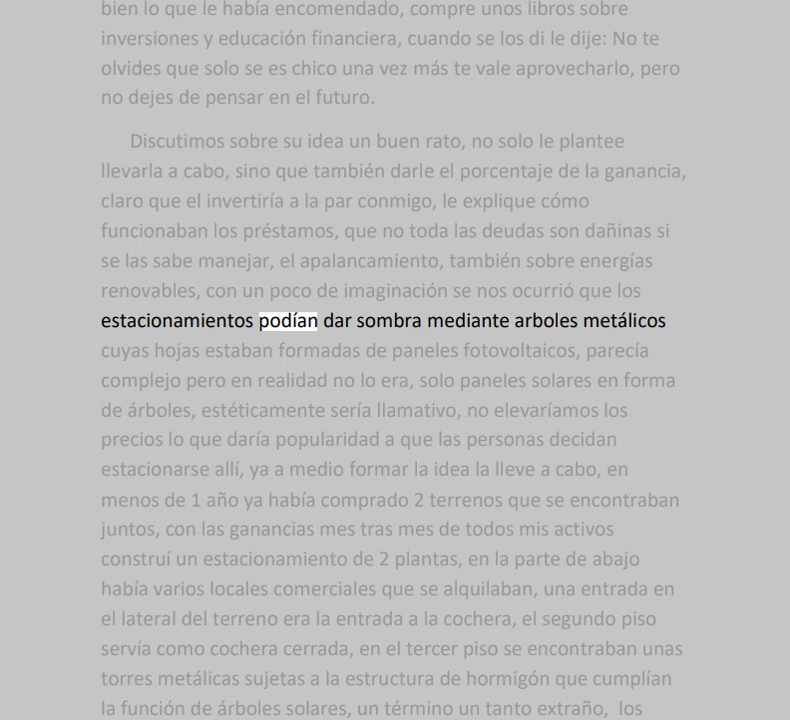 bien lo que le había encomendado, compre unos libros sobre
inversiones y educación financiera, cuando se los di le dije: No te
olvides que solo se es chico una vez más te vale aprovecharlo, pero
no dejes de pensar en el futuro.
Discutimos sobre su idea un buen rato, no solo le plantee
llevarla a cabo, sino que también darle el porcentaje de la ganancia,
claro que el invertiría a la par conmigo, le explique cómo
funcionaban los préstamos, que no toda las deudas son dañinas si
se las sabe manejar, el apalancamiento, también sobre energías
renovables, con un poco de imaginación se nos ocurrió que los
estacionamientos podían dar sombra mediante arboles metálicos
cuyas hojas estaban formadas de paneles fotovoltaicos, parecía
complejo pero en realidad no lo era, solo paneles solares en forma
de árboles, estéticamente sería llamativo, no elevaríamos los
precios lo que daría popularidad a que las personas decidan
estacionarse allí, ya a medio formar la idea la lleve a cabo, en
menos de 1 año ya había comprado 2 terrenos que se encontraban
juntos, con las ganancias mes tras mes de todos mis activos
construí un estacionamiento de 2 plantas, en la parte de abajo
había varios locales comerciales que se alquilaban, una entrada en
el lateral del terreno era la entrada a la cochera, el segundo piso
servía como cochera cerrada, en el tercer piso se encontraban unas
torres metálicas sujetas a la estructura de hormigón que cumplían
la función de árboles solares, un término un tanto extraño, los